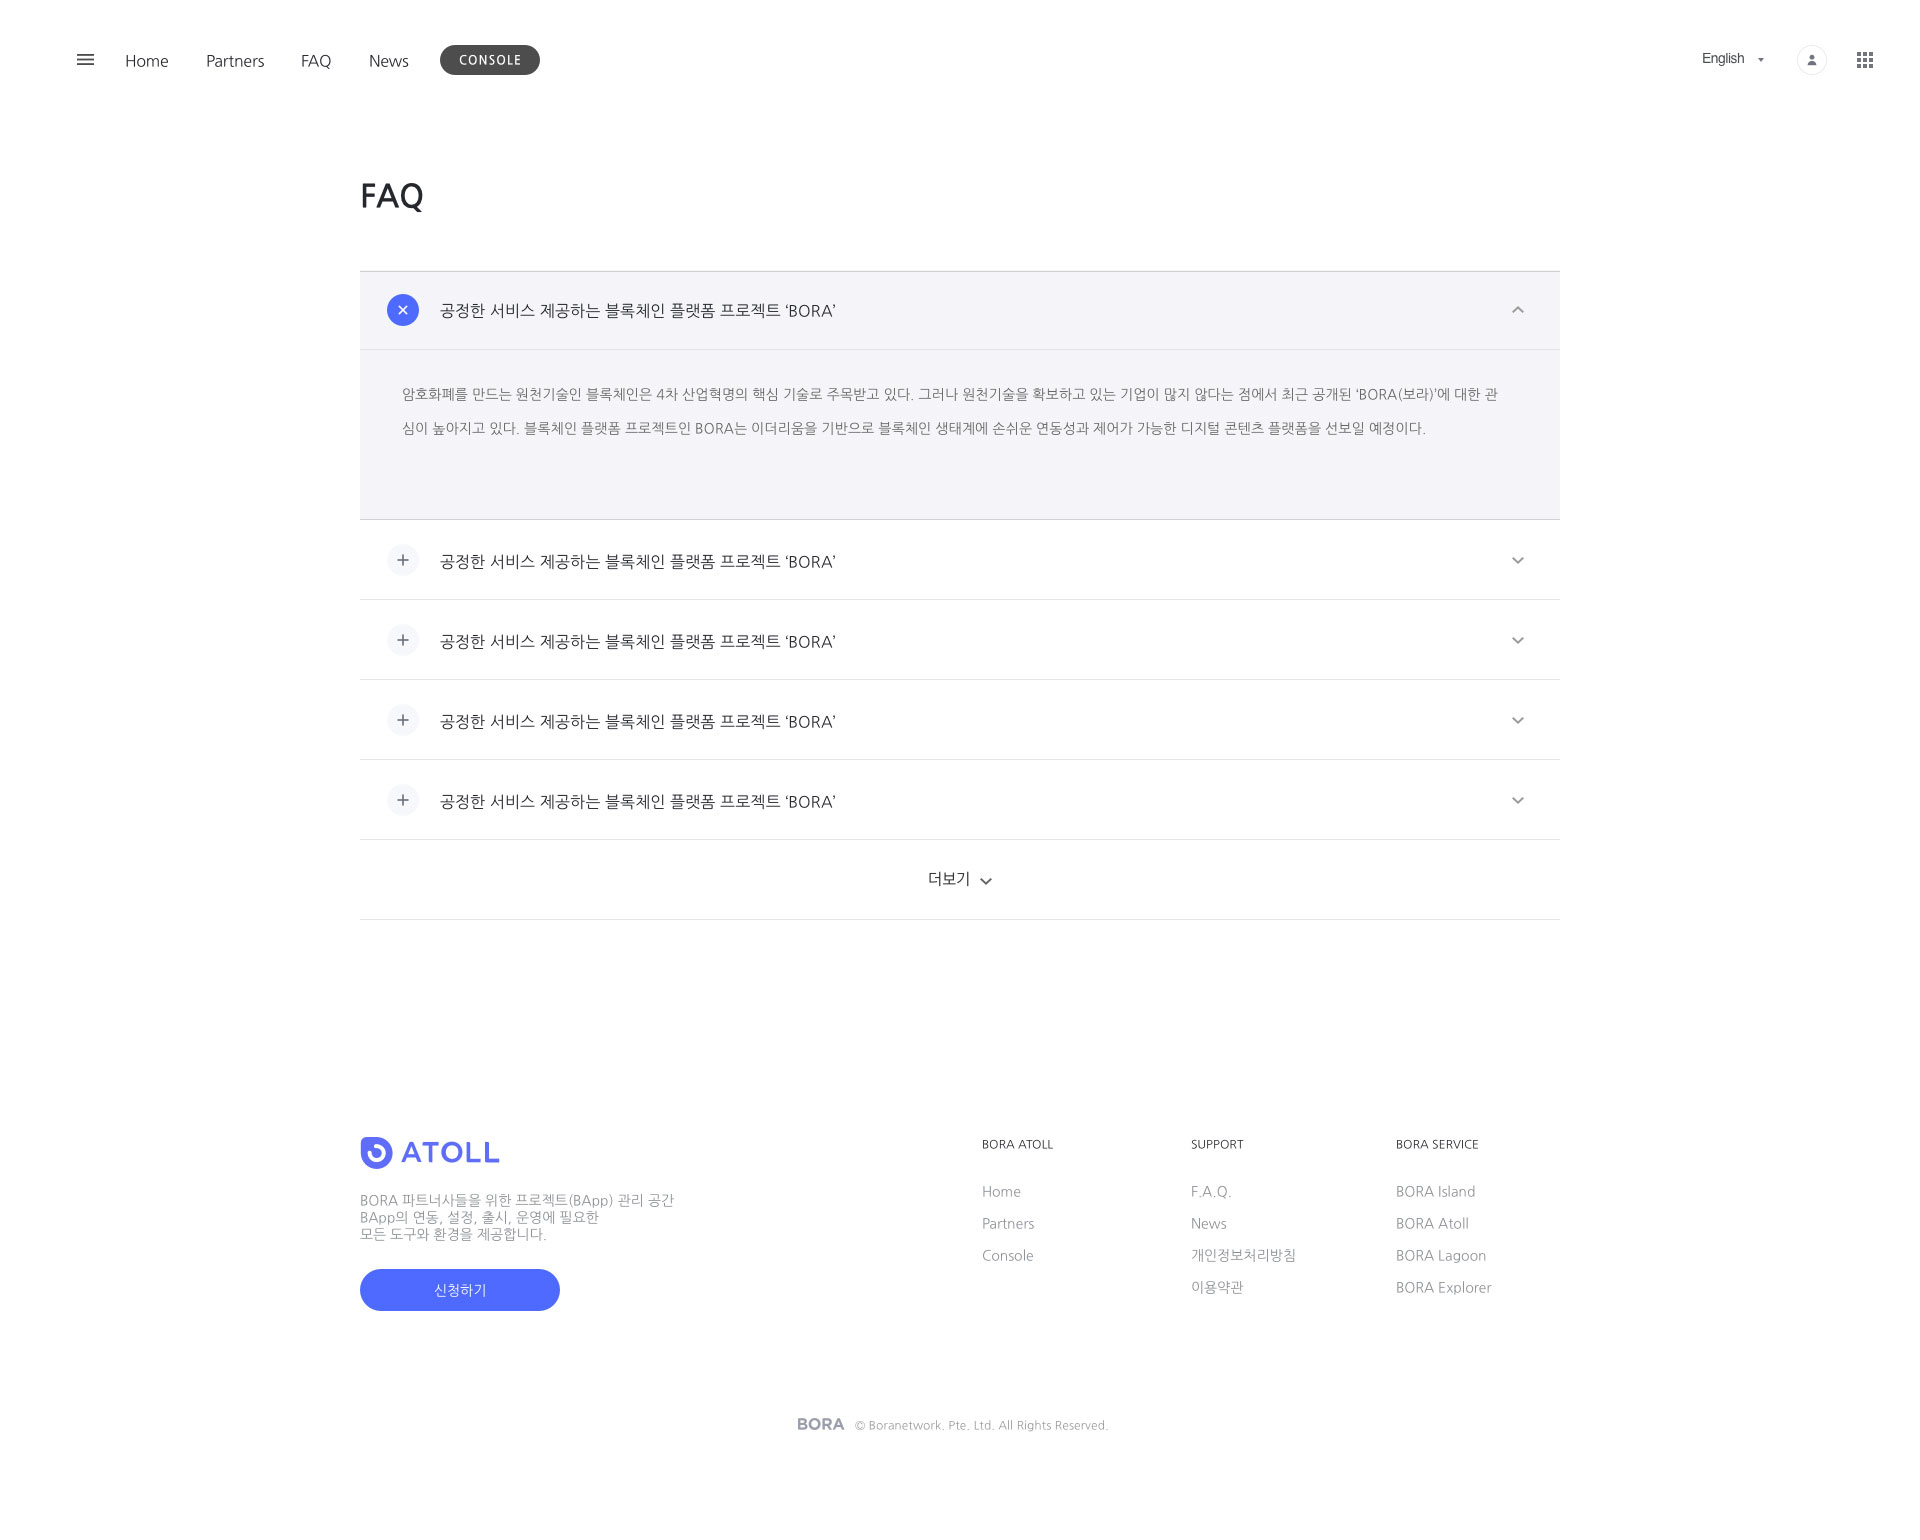 Home Partners FAQ News CONSOLE English
FAQ
공정한 서비스 제공하는 블록체인 플랫폼 프로젝트 ‘BORA’
암호화폐를 만드는 원천기술인 블록체인은 4차 산업혁명의 핵심 기술로 주목받고 있다. 그러나 원천기술을 확보하고 있는 기업이 많지 않다는 점에서 최근 공개된 ‘BORA(보라)’에 대한 관
심이 높아지고 있다. 블록체인 플랫폼 프로젝트인 BORA는 이더리움을 기반으로 블록체인 생태계에 손쉬운 연동성과 제어가 가능한 디지털 콘텐츠 플랫폼을 선보일 예정이다.
공정한 서비스 제공하는 블록체인 플랫폼 프로젝트 ‘BORA’
공정한 서비스 제공하는 블록체인 플랫폼 프로젝트 ‘BORA’
공정한 서비스 제공하는 블록체인 플랫폼 프로젝트 ‘BORA’
공정한 서비스 제공하는 블록체인 플랫폼 프로젝트 ‘BORA’
더보기
ATOLL
BORA 파트너사들을 위한 프로젝트(BApp) 관리 공간
BApp의 연동, 설정, 출시, 운영에 필요한
모든 도구와 환경을 제공합니다.
신청하기
BORA ATOLL
Home
Partners
Console
SUPPORT
F.A.Q.
News
개인정보처리방침
이용약관
BORA SERVICE
BORA Island
BORA Atoll
BORA Lagoon
BORA Explorer
BORA © Boranetwork. Pte. Ltd. All Rights Reserved.